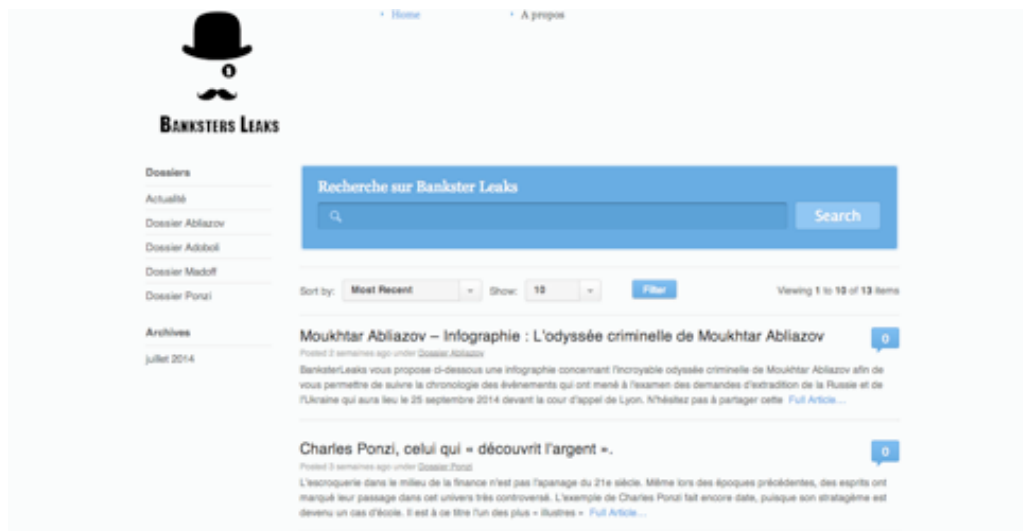 Home
A propos
BANKSTERS LEAKS
Dossiers
Actualité
Dossier Abliazov
Dossier Adoboli
Dossier Madoff
Dossier Ponzi
Archives
juillet 2014
Recherche sur Bankster Leaks
Search
Sort by: Most Recent Show: 10 Filter Viewing 1 to 10 of 13 items
Moukhtar Abliazov – Infographie : L'odyssée criminelle de Moukhtar Abliazov 0
Posted 2 semaines ago under Dossier Abliazov
BanksterLeaks vous propose ci-dessous une infographie concernant l'incroyable odyssée criminelle de Moukhtar Abliazov afin de
vous permettre de suivre la chronologie des évènements qui ont mené à l'examen des demandes d'extradition de la Russie et de
l'Ukraine qui aura lieu le 25 septembre 2014 devant la cour d'appel de Lyon. N'hésitez pas à partager cette Full Article...
Charles Ponzi, celui qui « découvrit l'argent ». 0
Posted 3 semaines ago under Dossier Ponzi
L'escroquerie dans le milieu de la finance n'est pas l'apanage du 21e siècle. Même lors des époques précédentes, des esprits ont
marqué leur passage dans cet univers très controversé. L'exemple de Charles Ponzi fait encore date, puisque son stratagème est
devenu un cas d'école. Il est à ce titre l'un des plus « illustres » Full Article...